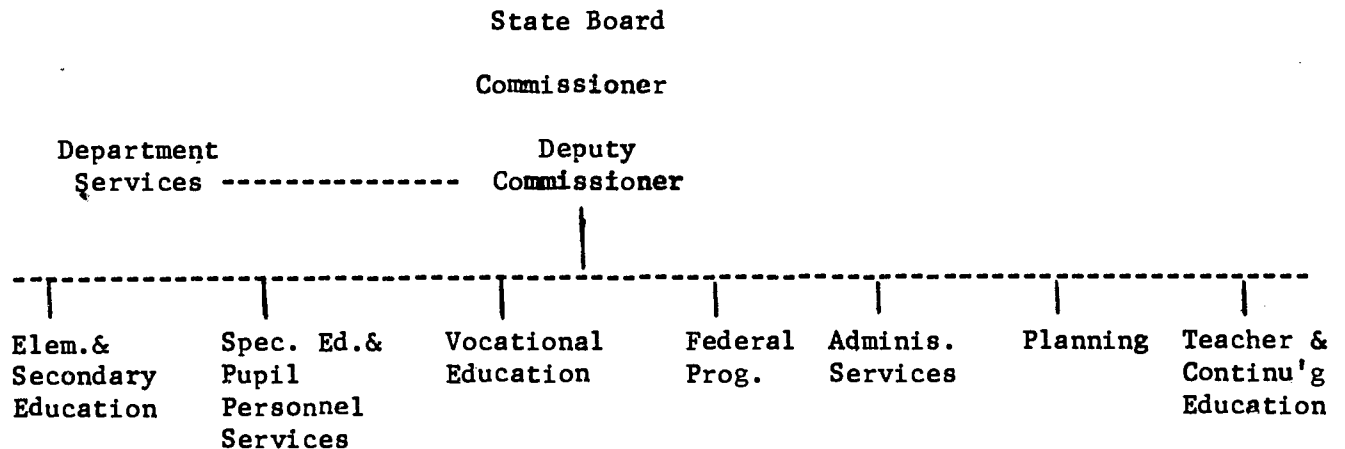 State Board
Commissioner
Department
Services
Deputy
Commissioner
Elem.&
Secondary
Education
Spec. Ed.&
Pupil
Personnel
Services
Vocational
Education
Federal
Prog.
Adminis.
Services
Planning
Teacher &
Continu'g
Education